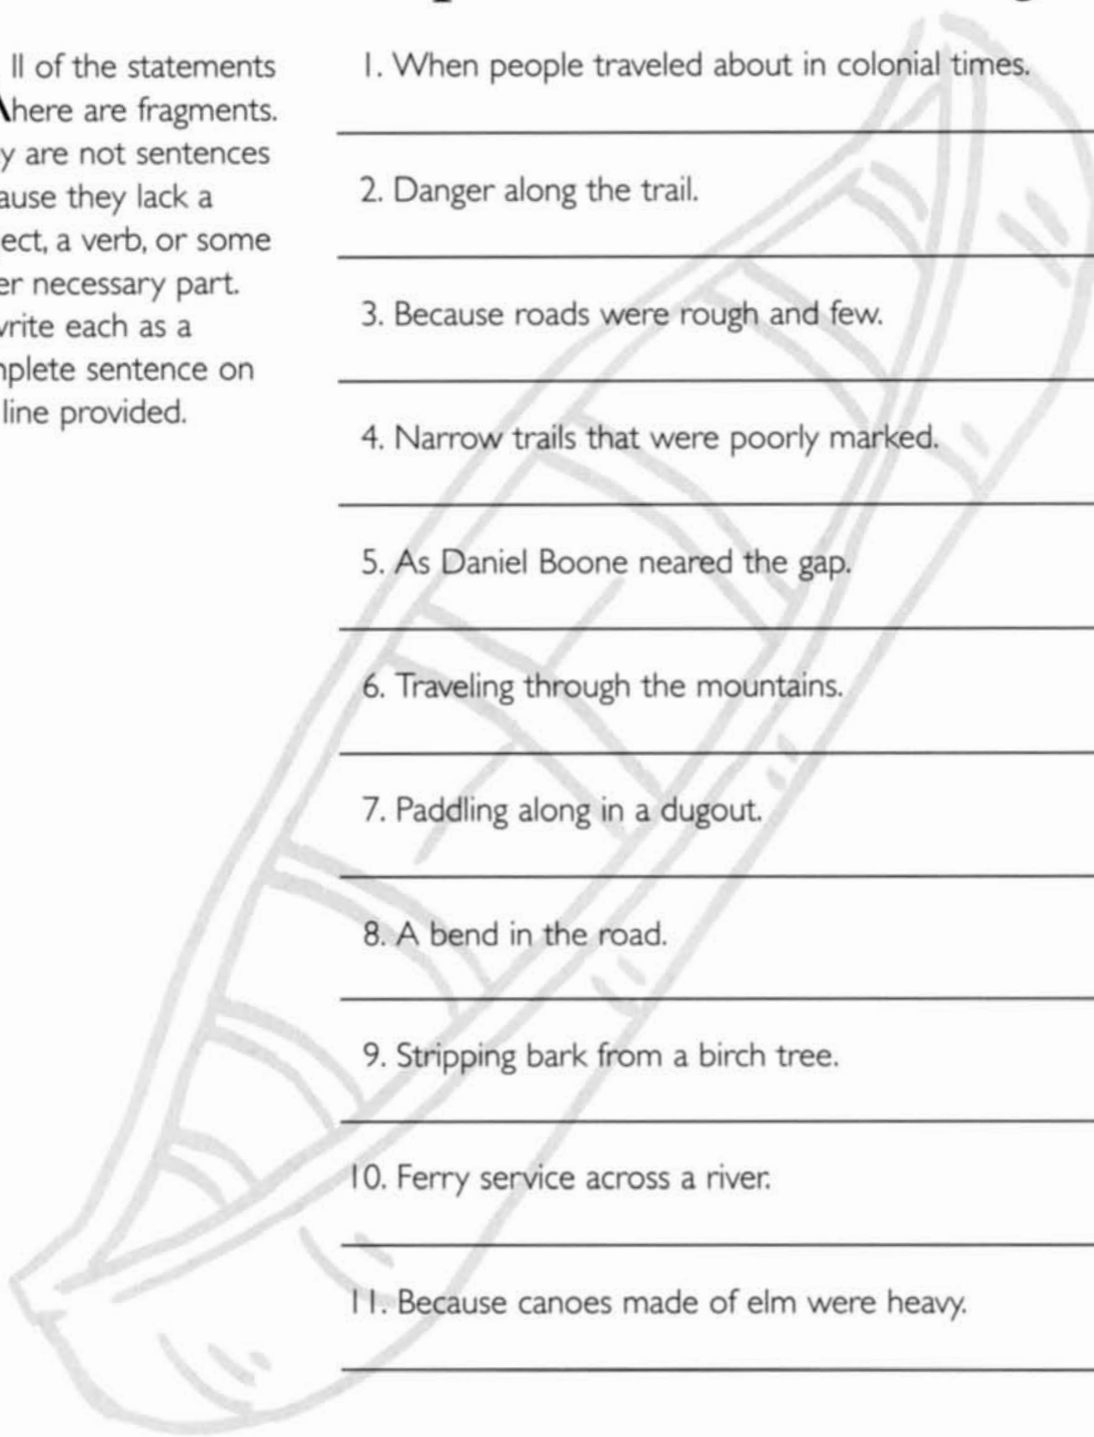 ll of the statements
here are fragments.
y are not sentences
ause they lack a
ect, a verb, or some
er necessary part.
write each as a
nplete sentence on
line provided.
1. When people traveled about in colonial times.
2. Danger along the trail.
3. Because roads were rough and few.
4. Narrow trails that were poorly marked.
5. As Daniel Boone neared the gap.
6. Traveling through the mountains.
7. Paddling along in a dugout.
8. A bend in the road.
9. Stripping bark from a birch tree.
10. Ferry service across a river.
11. Because canoes made of elm were heavy.